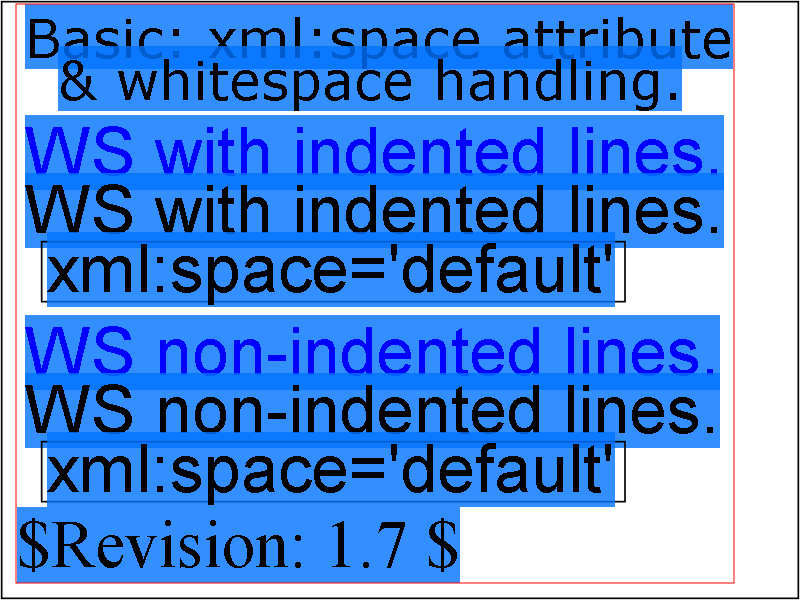 Basic: xml:space attribute
& whitespace handling.
WS with indented lines.
WS with indented lines.
xml:space='default'
WS non-indented lines.
WS non-indented lines.
xml:space='default'
$Revision: 1.7 $